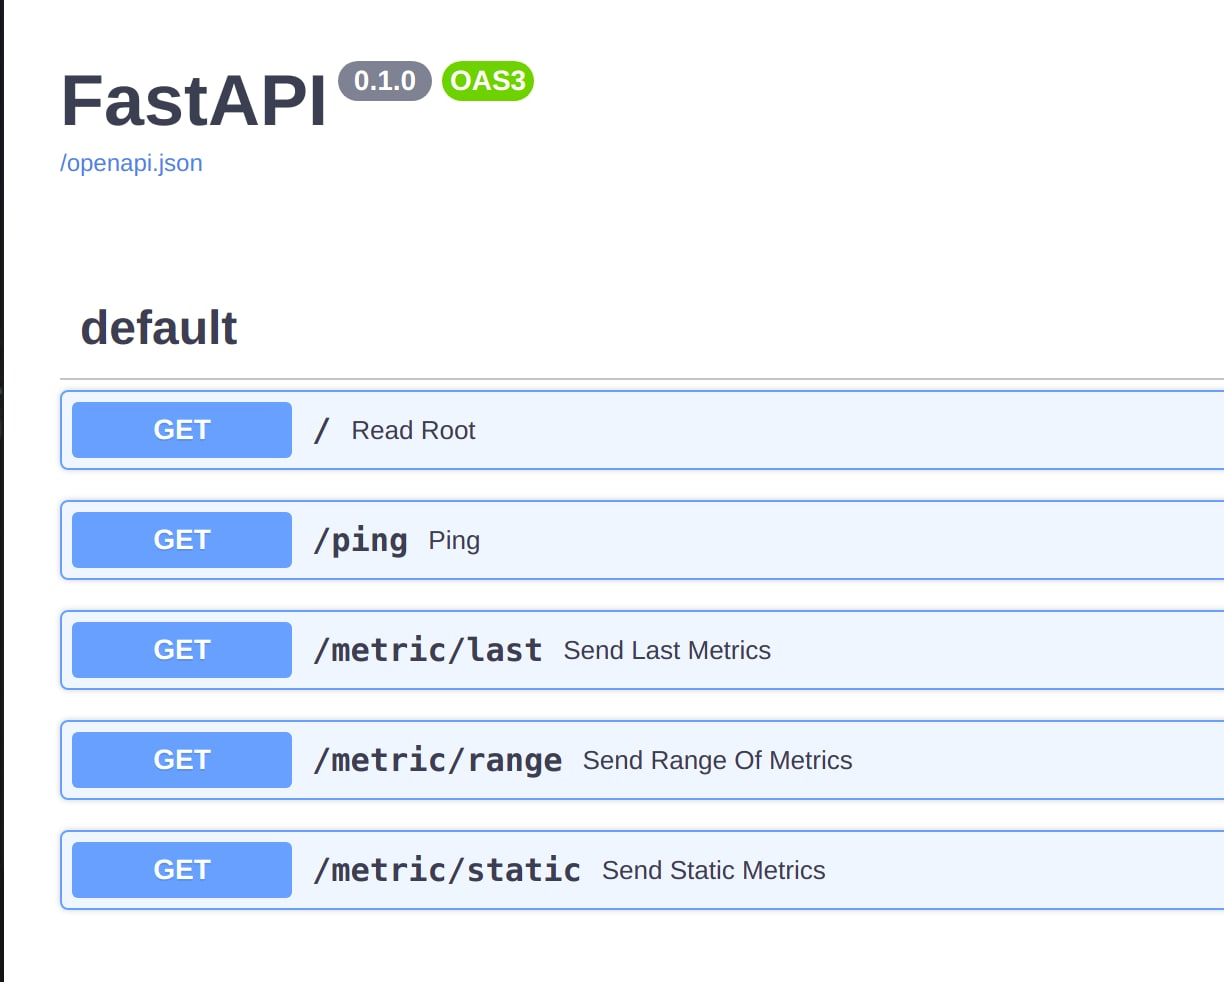 FastAPI 0.1.0 OAS3
/openapi.json
default
GET / Read Root
GET /ping Ping
GET /metric/last Send Last Metrics
GET /metric/range Send Range Of Metrics
GET /metric/static Send Static Metrics